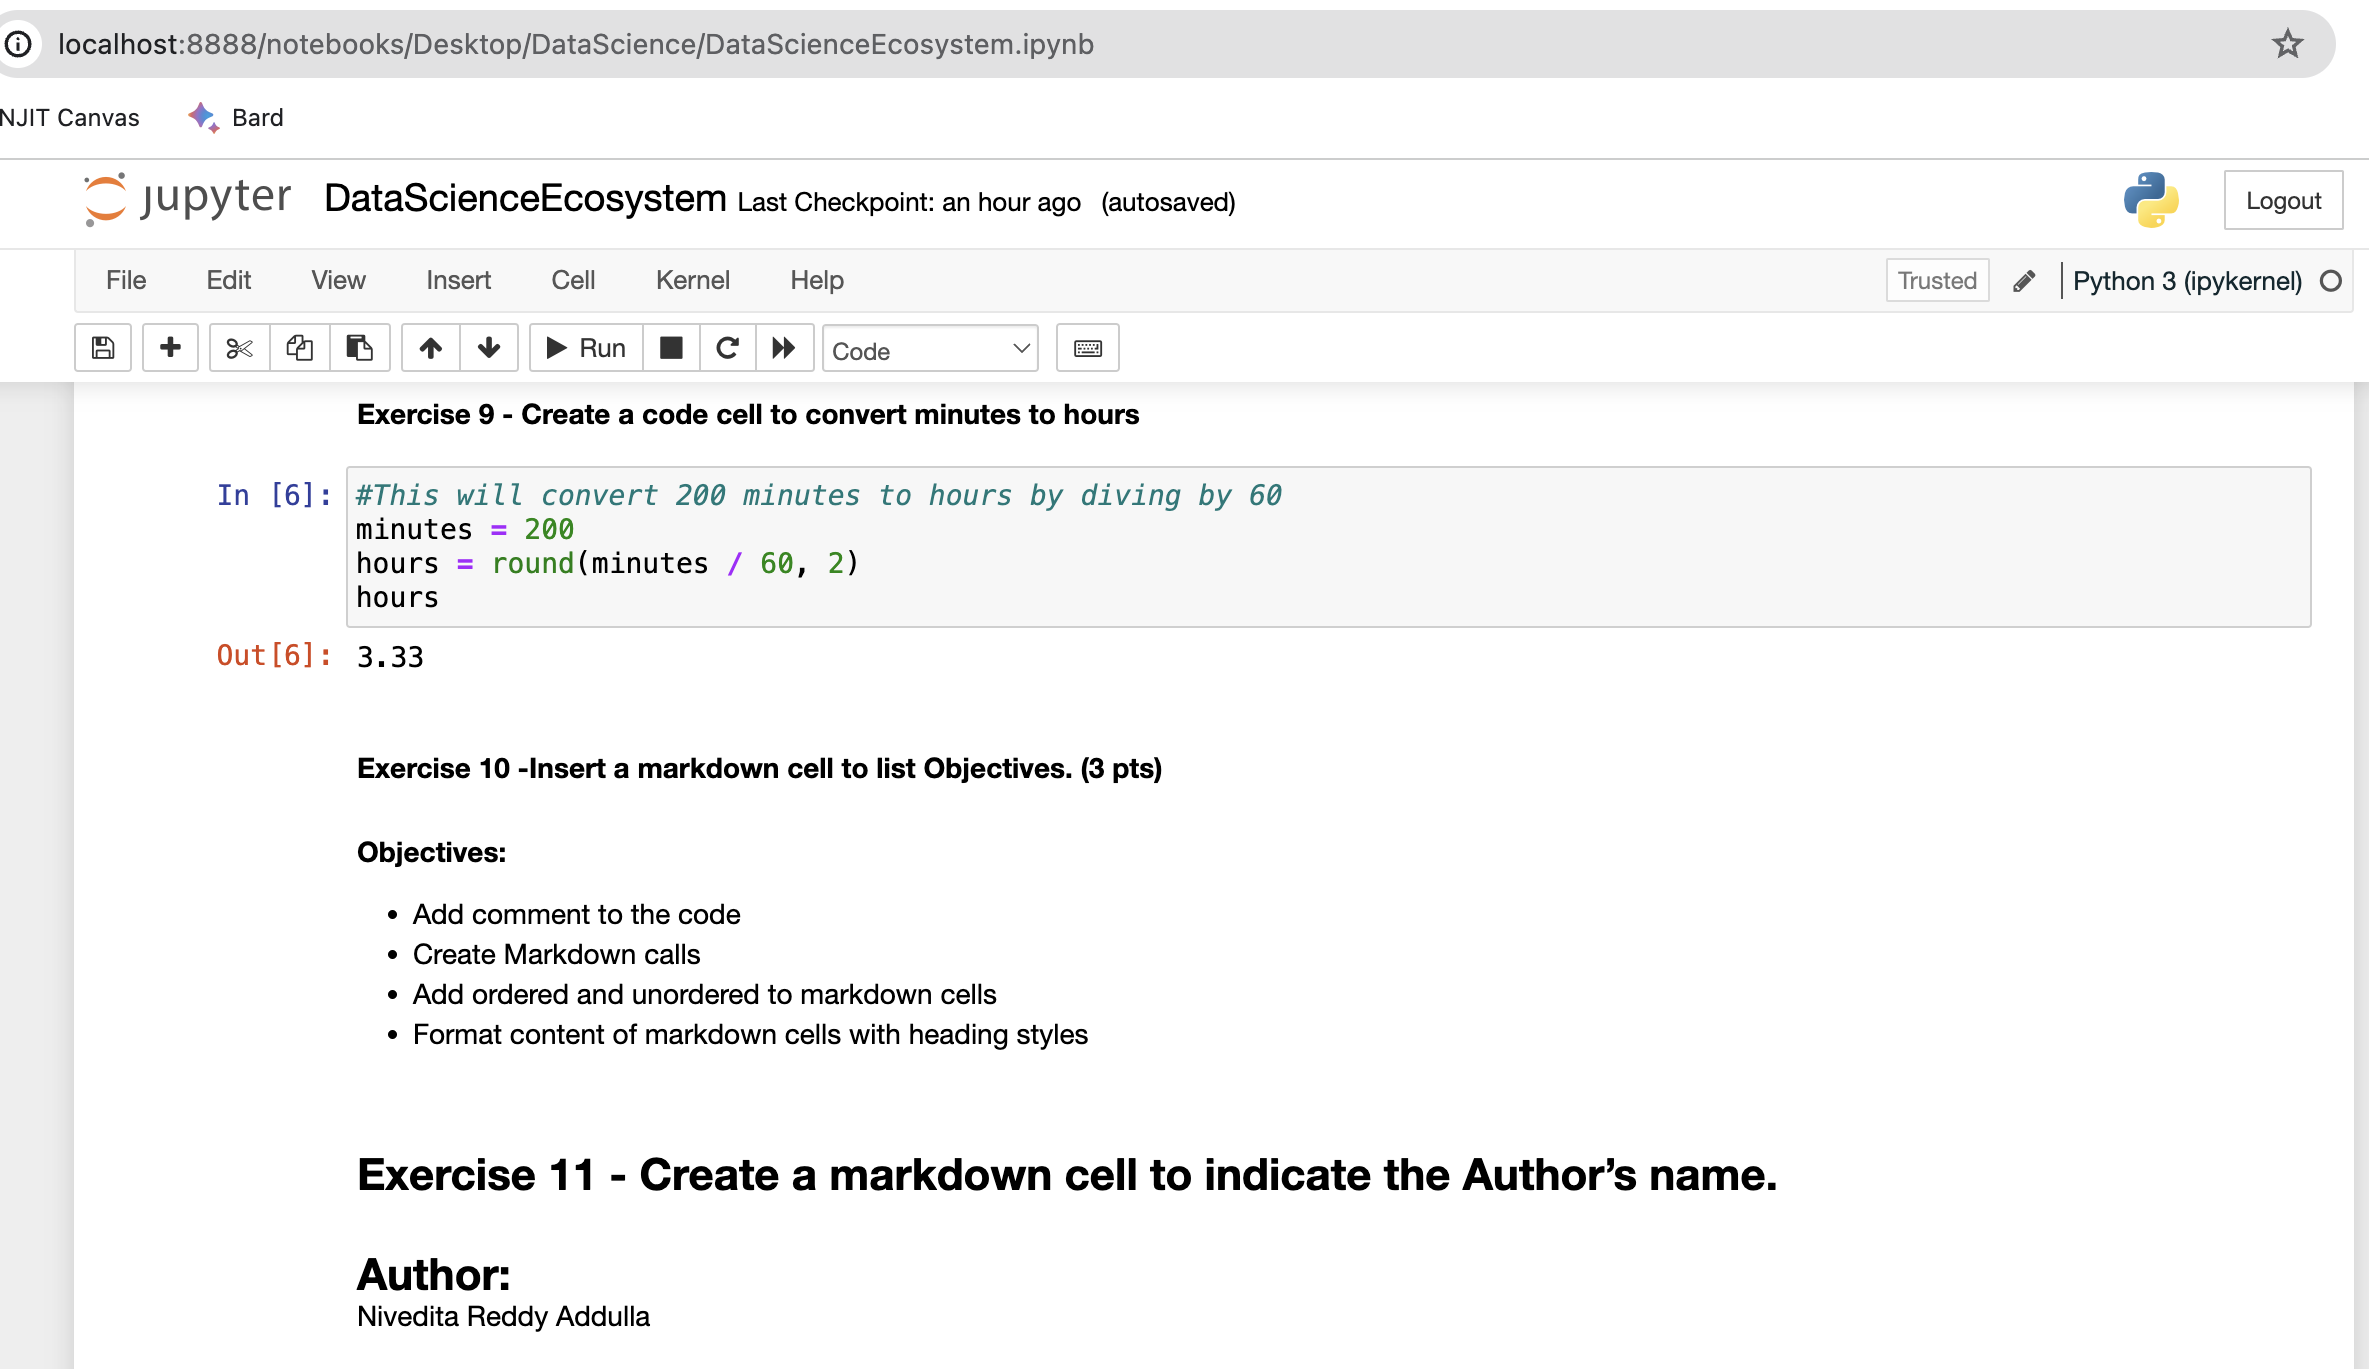 localhost:8888/notebooks/Desktop/DataScience/DataScienceEcosystem.ipynb
NJIT Canvas Bard
jupyter DataScienceEcosystem Last Checkpoint: an hour ago (autosaved) Logout
File Edit View Insert Cell Kernel Help Trusted Python 3 (ipykernel)
Run Code
Exercise 9 - Create a code cell to convert minutes to hours
In [6]: #This will convert 200 minutes to hours by diving by 60
minutes = 200
hours = round(minutes / 60, 2)
hours
Out[6]: 3.33
Exercise 10 -Insert a markdown cell to list Objectives. (3 pts)
Objectives:
• Add comment to the code
• Create Markdown calls
• Add ordered and unordered to markdown cells
• Format content of markdown cells with heading styles
Exercise 11 - Create a markdown cell to indicate the Author’s name.
Author:
Nivedita Reddy Addulla